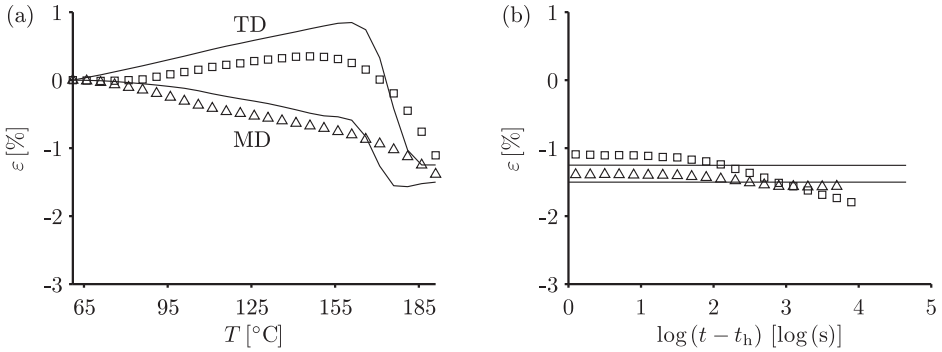 (a)
1
0
-1
-2
-3
ε [%]
TD
MD
65 95 125 155 185
T [°C]
(b)
1
0
-1
-2
-3
ε [%]
0 1 2 3 4 5
log (t − t_h) [log (s)]